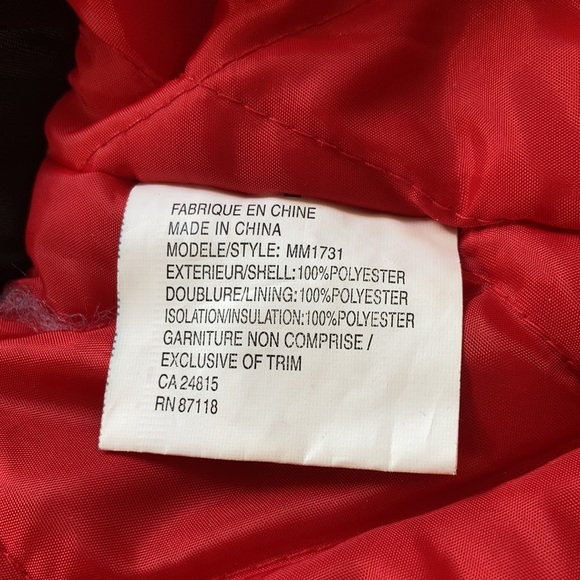 FABRIQUE EN CHINE
MADE IN CHINA
MODELE/STYLE: MM1731
EXTERIEUR/SHELL:100%POLYESTER
DOUBLURE/LINING:100%POLYESTER
ISOLATION/INSULATION:100%POLYESTER
GARNITURE NON COMPRISE /
EXCLUSIVE OF TRIM
CA 24815
RN 87118